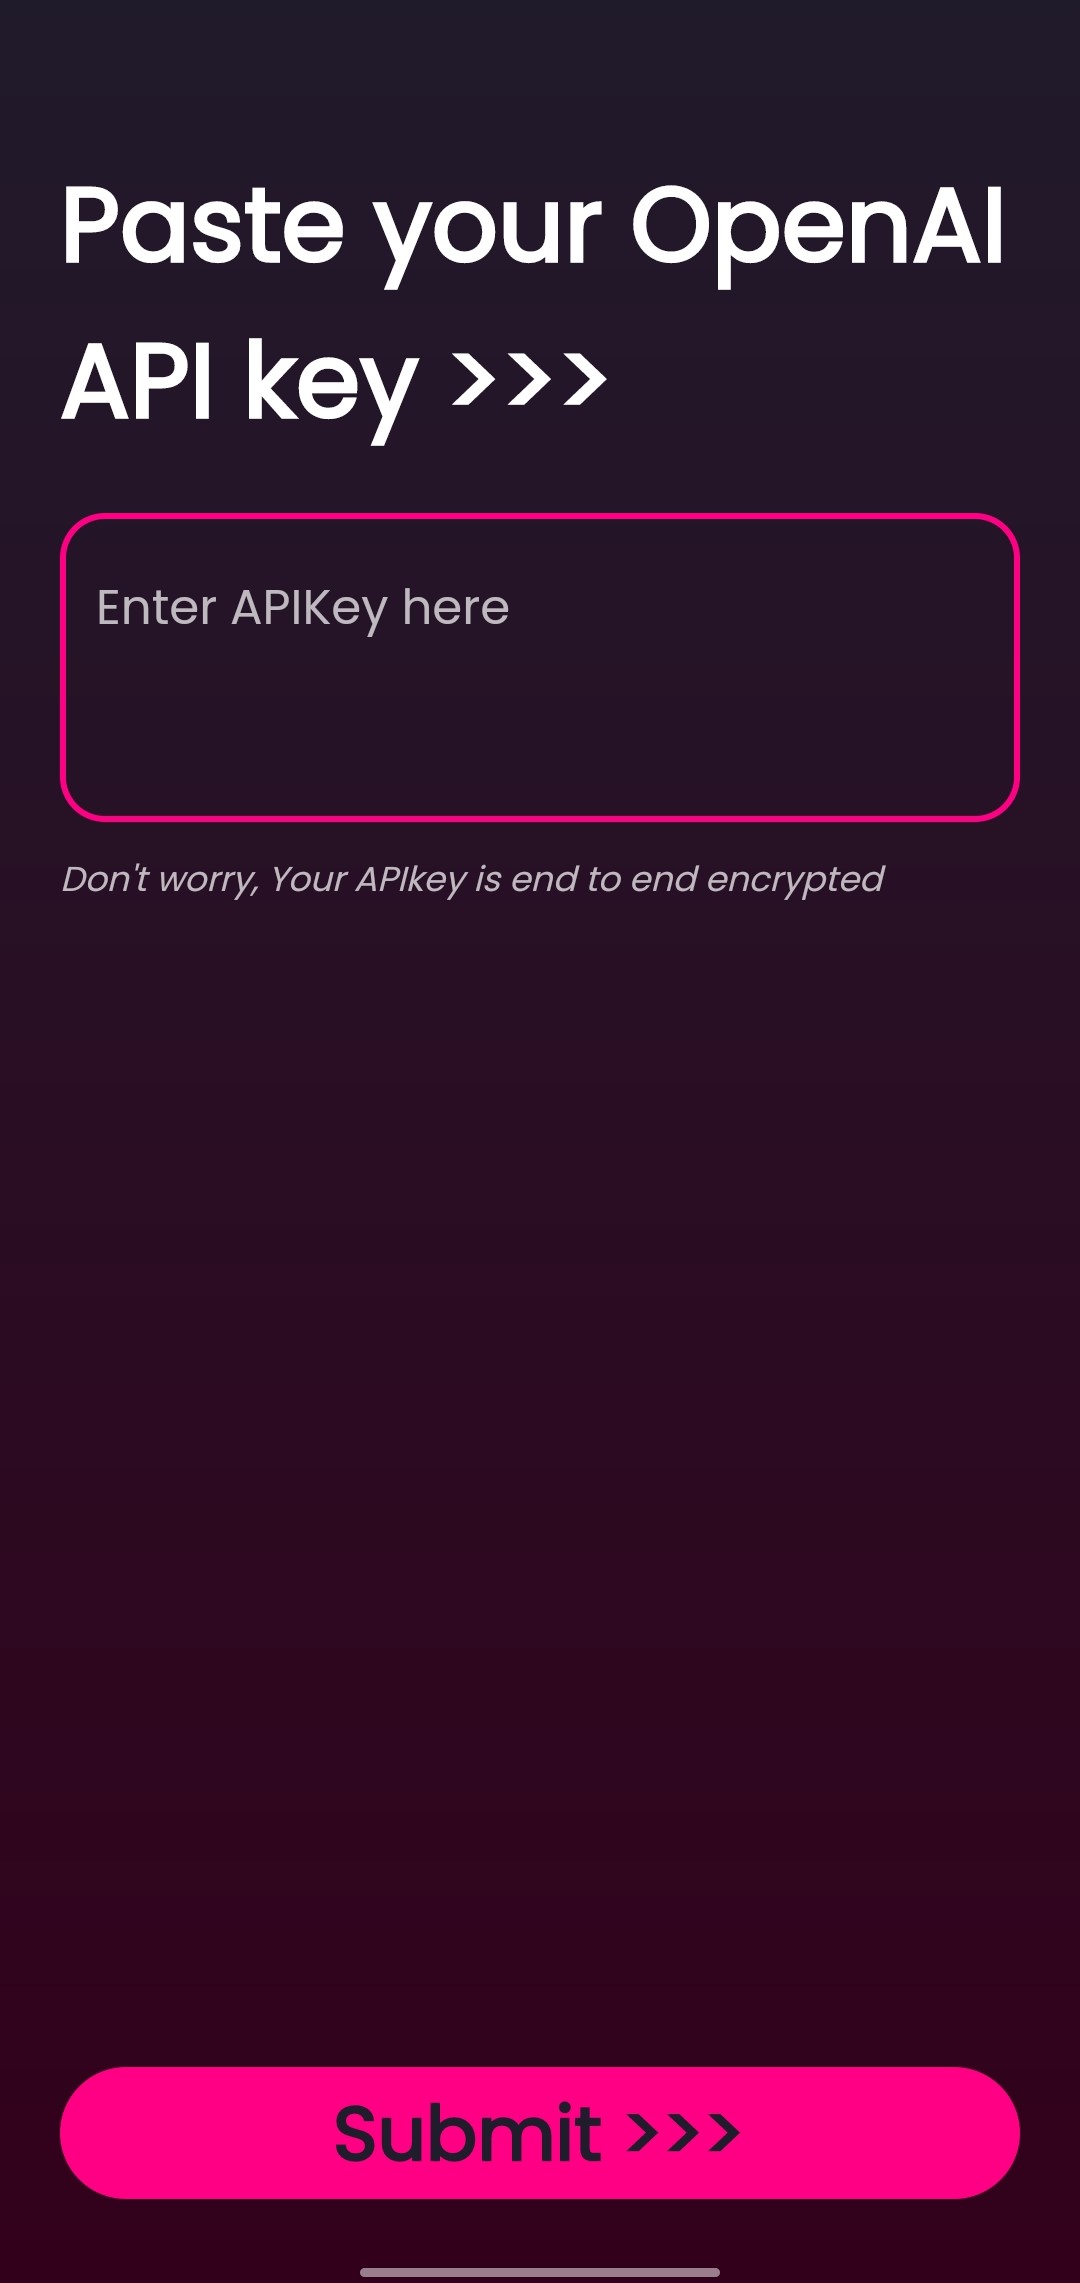 Paste your OpenAI
API key >>>
Enter APIKey here
Don't worry, Your APIkey is end to end encrypted
Submit >>>